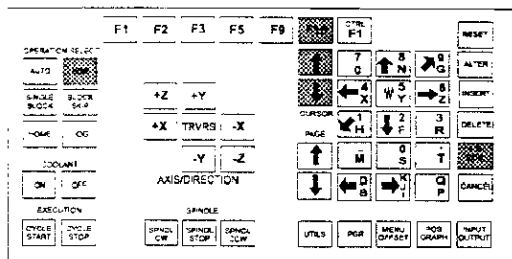 F1 F2 F3 F5 F9 F10 CTRL F1 RESET
OPERATION SELECT
AUTO 7 8 N 9 G ALTER
SINGLE BLOCK BLOCK SKIP +Z +Y 4 X W 5 Y 6 Z INSERT
CURSOR
HOME JOG +X TRVRS -X 1 H 2 F 3 R DELETE
PAGE
COOLANT -Y -Z M 0 S T
ON OFF AXIS/DIRECTION B K Q P CANCEL
EXECUTION SPINDLE
CYCLE START CYCLE STOP SPNDL CW SPNDL STOP SPNDL CCW UTILS PGR MENU OFFSET POS GRAPH INPUT OUTPUT